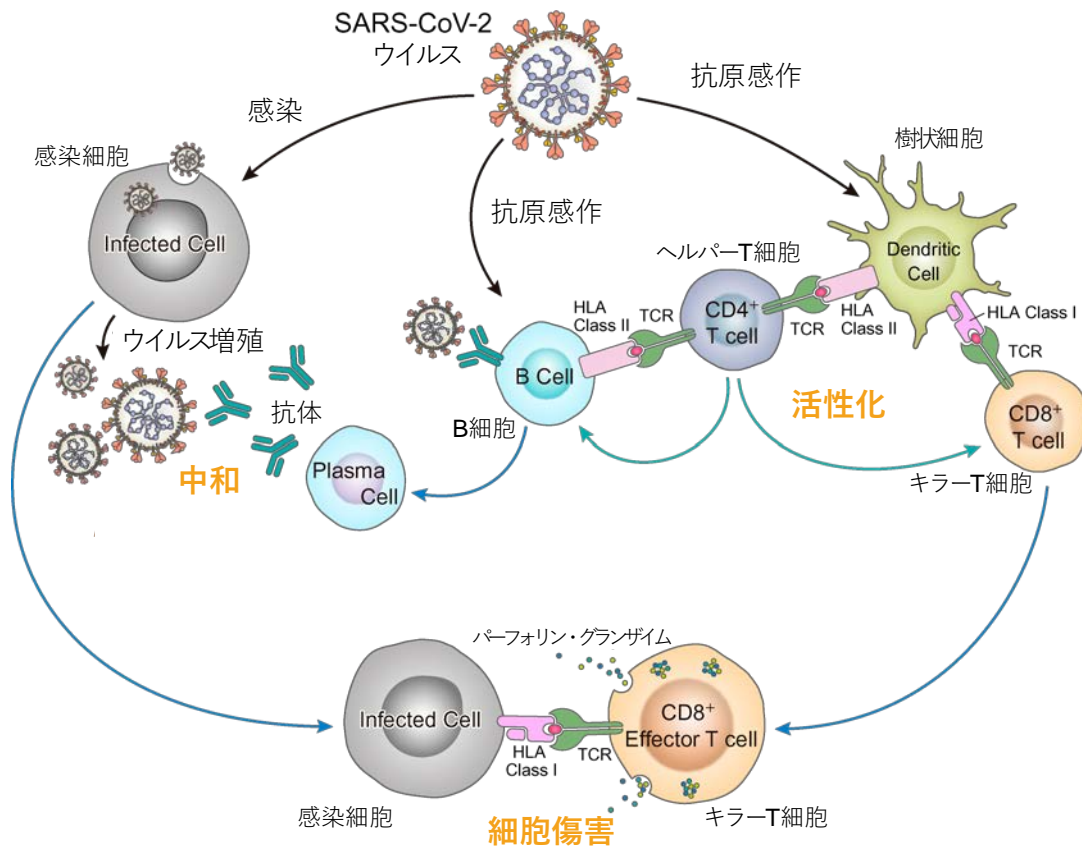 SARS-CoV-2
ウイルス
感染
抗原感作
感染細胞
樹状細胞
抗原感作
Infected Cell
ヘルパーT細胞
Dendritic
Cell
CD4⁺
T cell
HLA
Class II
TCR
TCR
HLA
Class II
HLA Class I
TCR
ウイルス増殖
B Cell
抗体
活性化
CD8⁺
T cell
B細胞
中和
Plasma
Cell
キラーT細胞
パーフォリン・グランザイム
Infected Cell
CD8⁺
Effector T cell
HLA
Class I
TCR
感染細胞
キラーT細胞
細胞傷害